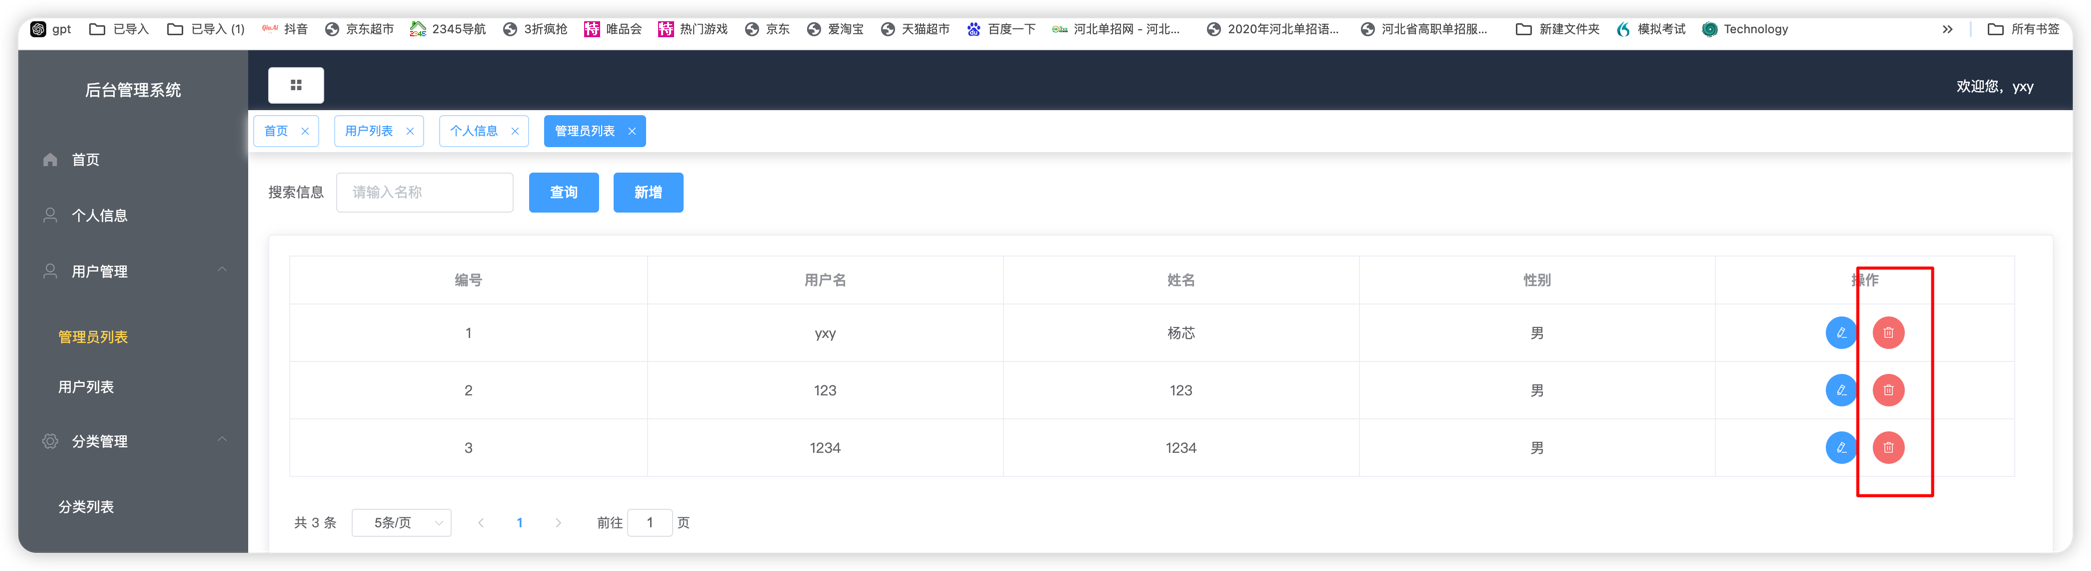 gpt 已导入 已导入 (1) 抖音 京东超市 2345导航 3折疯抢 唯品会 热门游戏 京东 爱淘宝 天猫超市 百度一下 河北单招网 - 河北... 2020年河北单招语... 河北省高职单招服... 新建文件夹 模拟考试 Technology » 所有书签
后台管理系统
欢迎您，yxy
首页 用户列表 个人信息 管理员列表
首页
个人信息
用户管理
管理员列表
用户列表
分类管理
分类列表
搜索信息 请输入名称 查询 新增
编号 用户名 姓名 性别 操作
1 yxy 杨芯 男
2 123 123 男
3 1234 1234 男
共 3 条 5条/页 1 前往 1 页